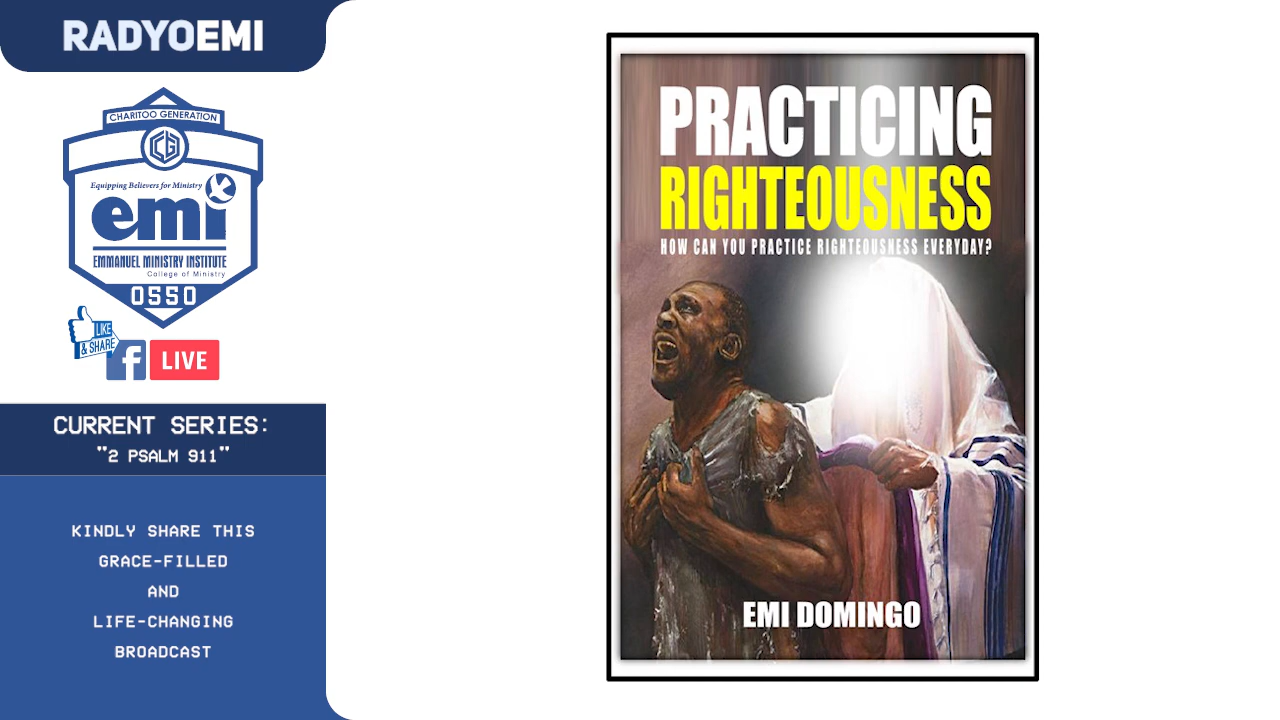 RADYOEMI
CHARITOO GENERATION
CG
Equipping Believers for Ministry
emi
EMMANUEL MINISTRY INSTITUTE
College of Ministry
0550
LIKE
& SHARE
f LIVE
CURRENT SERIES:
"2 PSALM 911"
KINDLY SHARE THIS
GRACE-FILLED
AND
LIFE-CHANGING
BROADCAST
PRACTICING
RIGHTEOUSNESS
HOW CAN YOU PRACTICE RIGHTEOUSNESS EVERYDAY?
EMI DOMINGO